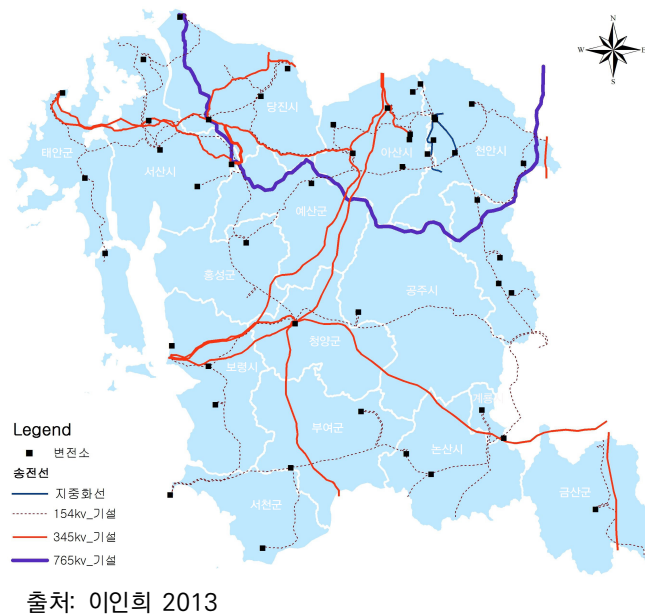 N
W
E
S
당진시
태안군
서산시
아산시
천안시
예산군
홍성군
공주시
청양군
보령시
계룡
부여군
논산시
서천군
금산군
Legend
변전소
송전선
지중화선
154kv_기설
345kv_기설
765kv_기설
출처: 이인희 2013